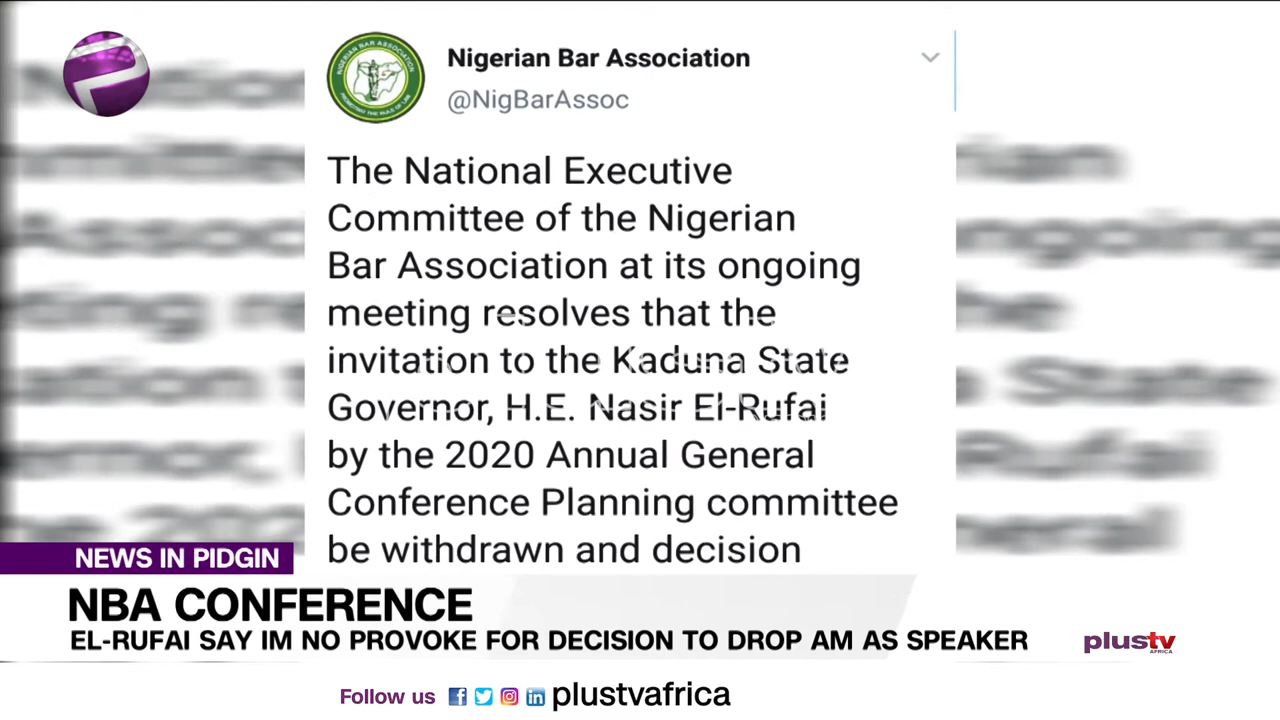 Nigerian Bar Association
@NigBarAssoc
The National Executive
Committee of the Nigerian
Bar Association at its ongoing
meeting resolves that the
invitation to the Kaduna State
Governor, H.E. Nasir El-Rufai
by the 2020 Annual General
Conference Planning committee
be withdrawn and decision
NEWS IN PIDGIN
NBA CONFERENCE
EL-RUFAI SAY IM NO PROVOKE FOR DECISION TO DROP AM AS SPEAKER
plustv
AFRICA
Follow us plustvafrica